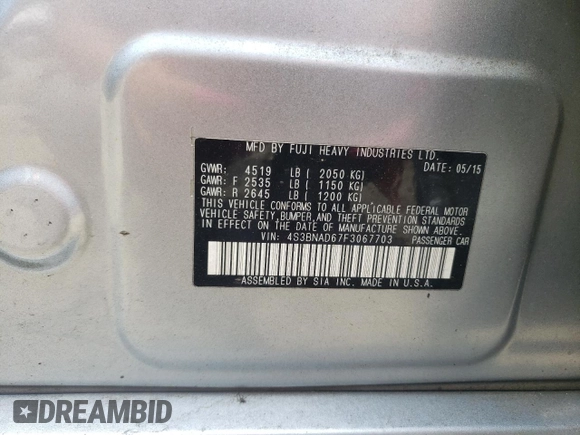 MFD BY FUJI HEAVY INDUSTRIES LTD.
DATE: 05/15
GVWR: 4519 LB ( 2050 KG)
GAWR: F 2535 LB ( 1150 KG)
GAWR: R 2645 LB ( 1200 KG)
THIS VEHICLE CONFORMS TO ALL APPLICABLE FEDERAL MOTOR
VEHICLE SAFETY, BUMPER, AND THEFT PREVENTION STANDARDS
IN EFFECT ON THE DATE OF MANUFACTURE SHOWN ABOVE.
VIN: 4S3BNAD67F3067703 PASSENGER CAR
ASSEMBLED BY SIA INC. MADE IN U.S.A.
DREAMBID